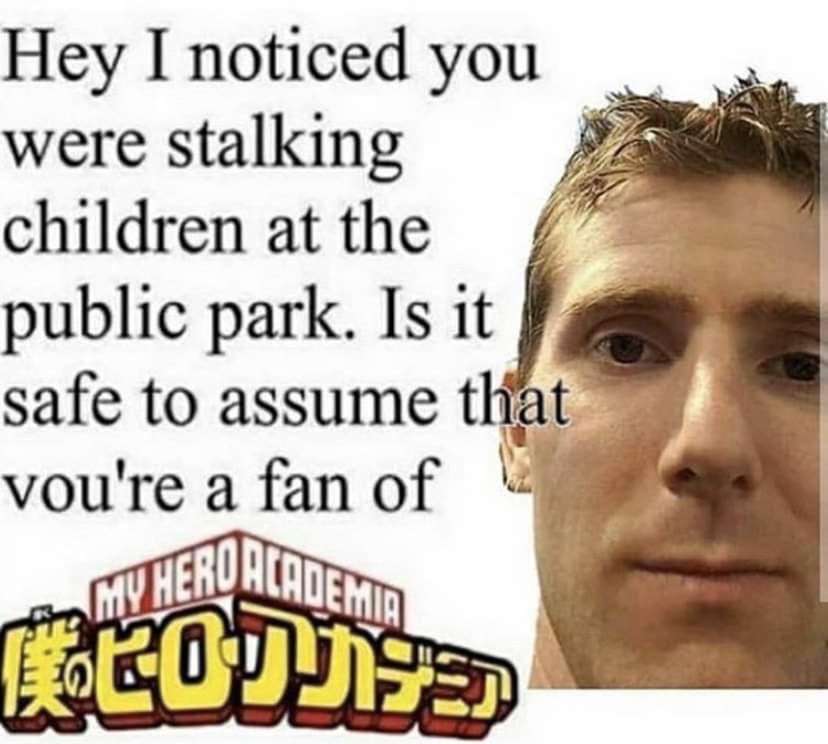 Hey I noticed you
were stalking
children at the
public park. Is it
safe to assume that
vou're a fan of
MY HERO ACADEMIA
僕のヒーローアカデミア